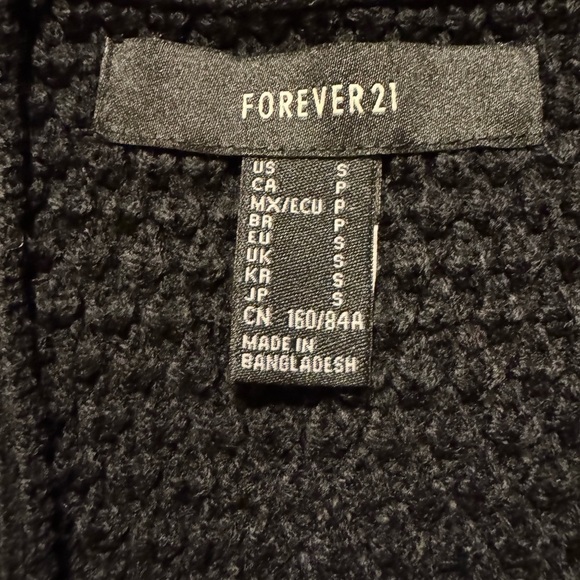 FOREVER 21
US S
CA P
MX/ECU P
BR P
EU S
UK S
KR S
JP S
CN 160/84A
MADE IN
BANGLADESH